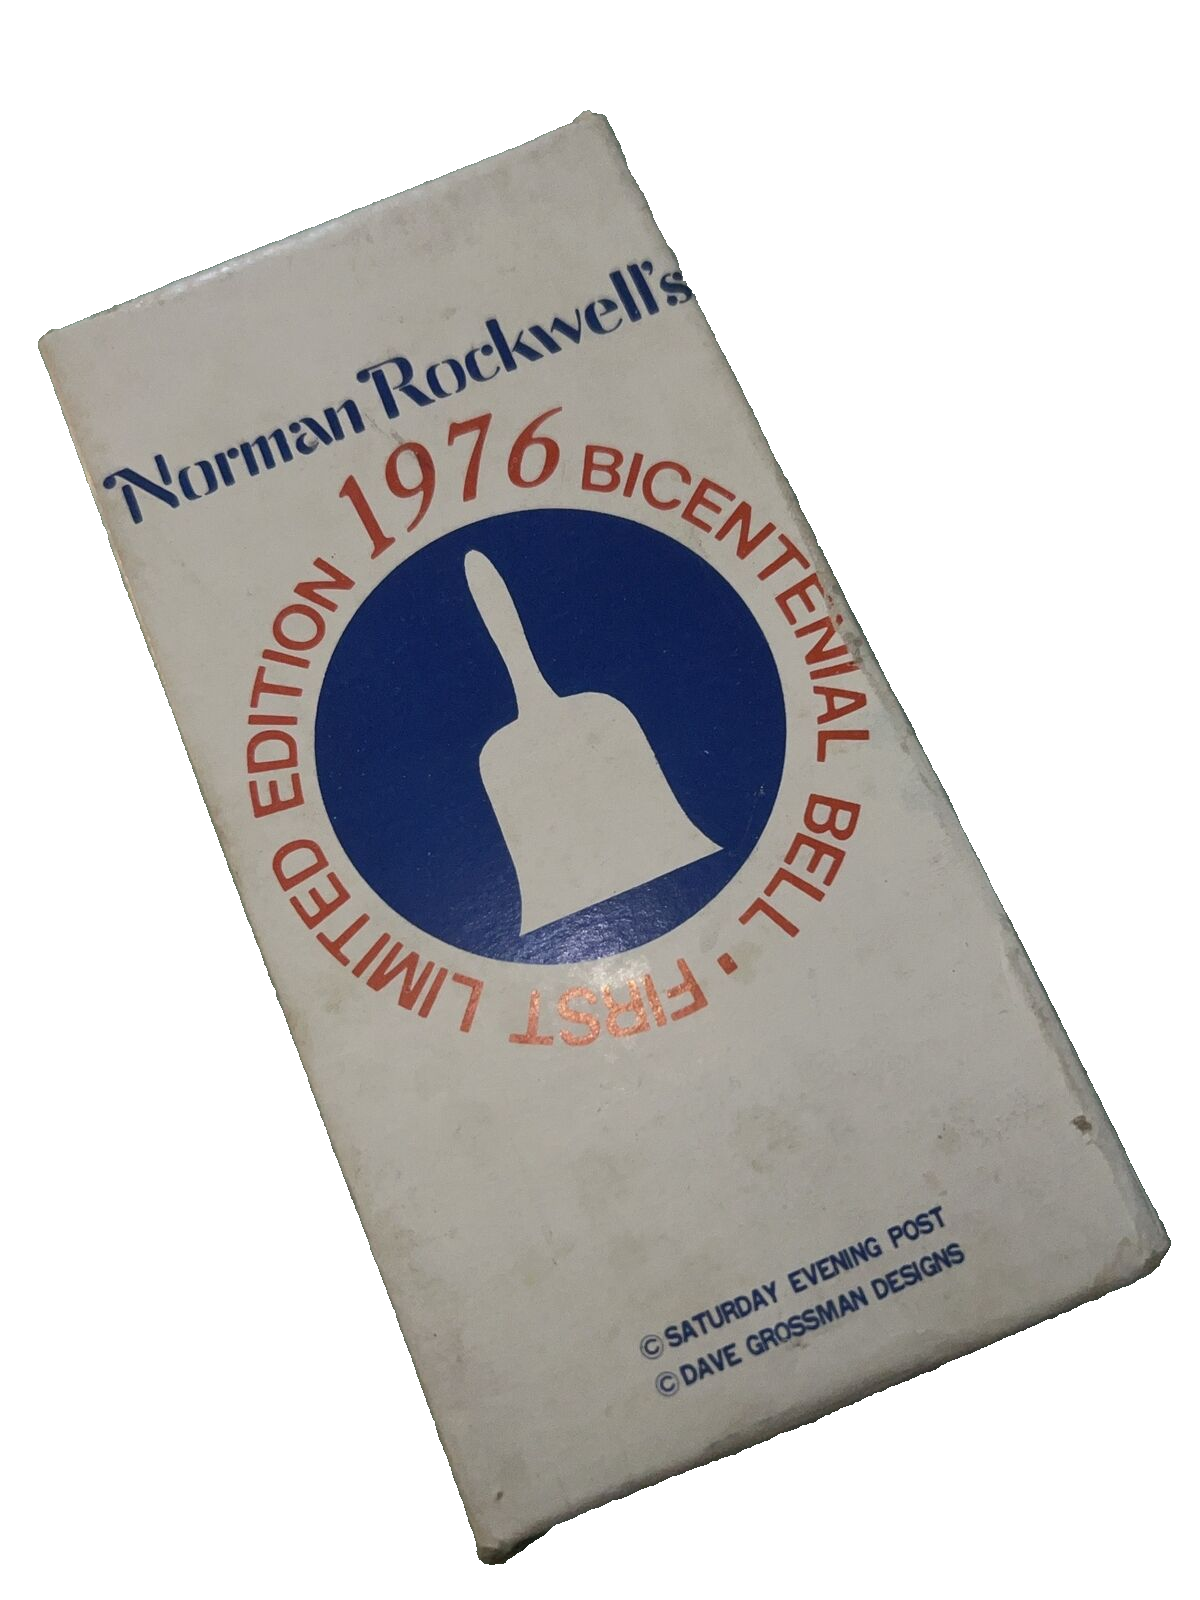 Norman Rockwell's
1976 BICENTENIAL BELL • FIRST LIMITED EDITION
©SATURDAY EVENING POST
©DAVE GROSSMAN DESIGNS